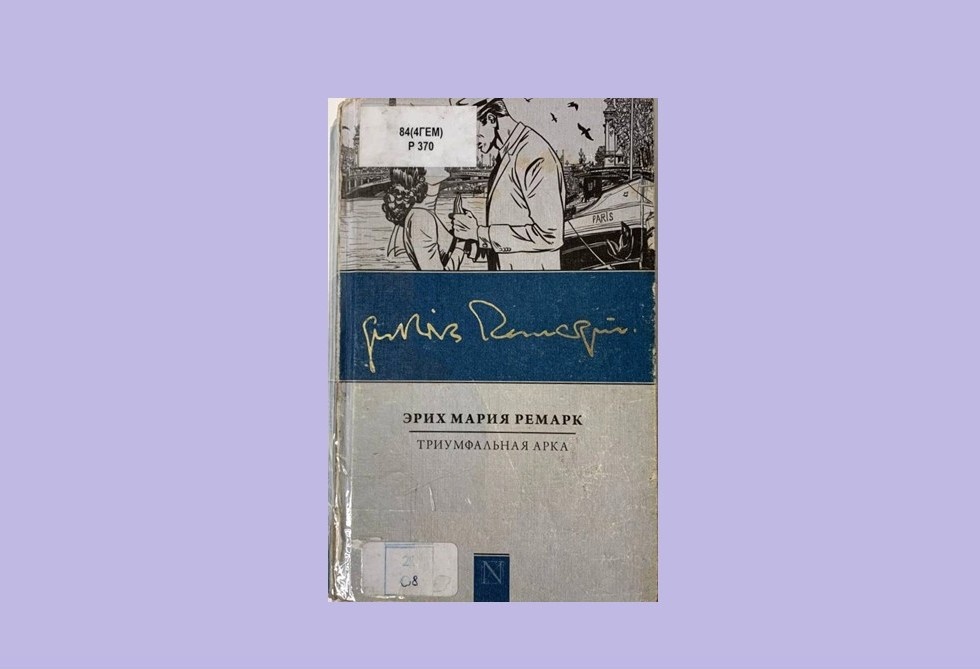 84(4ГЕМ)
Р 370
PARIS
ЭРИХ МАРИЯ РЕМАРК
ТРИУМФАЛЬНАЯ АРКА
N